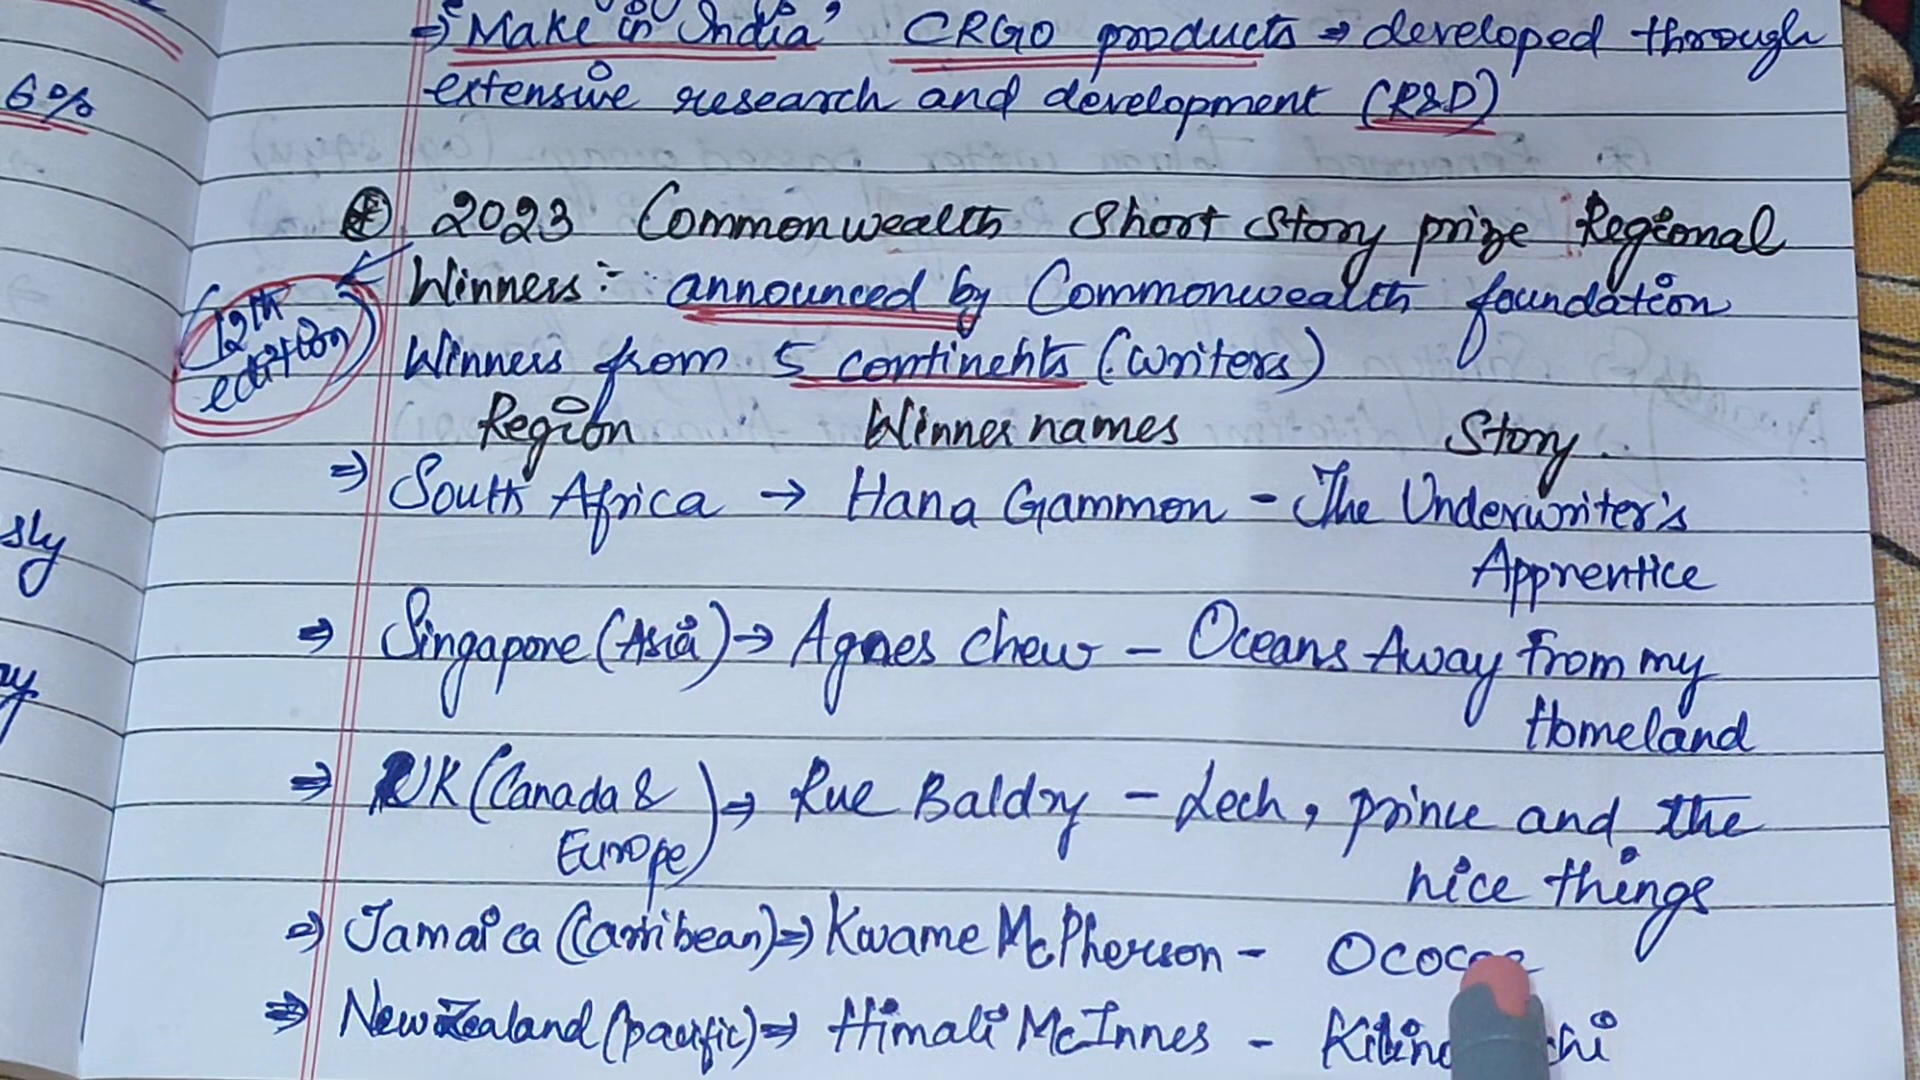 6%
⇒ 'Make in India' CRGO products → developed through
extensive research and development (R&D)
⊛ 2023 Commonwealth Short Story prize Regional
Winners :- announced by Commonwealth foundation
(12th edition)
Winners from 5 continents (writers)
Region Winner names Story
⇒ South Africa → Hana Gammon - The Underwriter's
Apprentice
⇒ Singapore (Asia) → Agnes Chew - Oceans Away From my
Homeland
⇒ UK (Canada &
Europe) ⇒ Rue Baldry - Lech, prince and the
nice things
⇒ Jamaica (Carribean) ⇒ Kwame McPherson -
⇒ New Zealand (pacific) ⇒ Himali McInnes -
sly